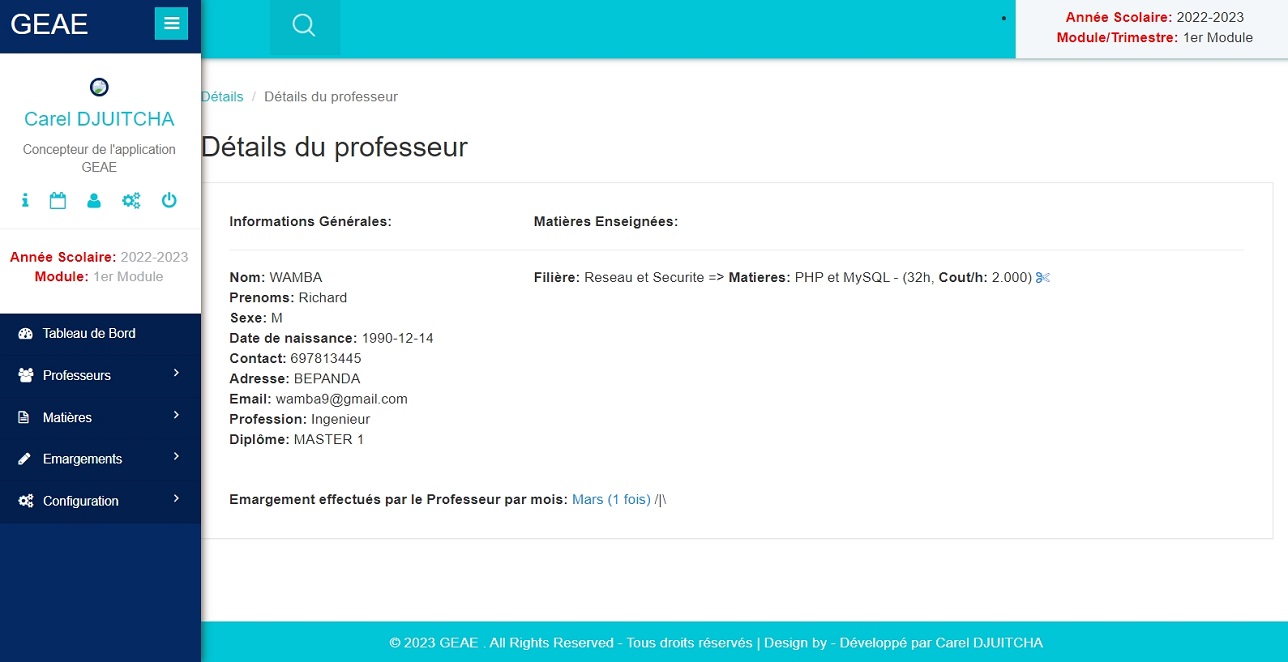 GEAE
Année Scolaire: 2022-2023
Module/Trimestre: 1er Module
Carel DJUITCHA
Concepteur de l'application
GEAE
Année Scolaire: 2022-2023
Module: 1er Module
Tableau de Bord
Professeurs
Matières
Emargements
Configuration
Détails / Détails du professeur
Détails du professeur
Informations Générales:
Nom: WAMBA
Prenoms: Richard
Sexe: M
Date de naissance: 1990-12-14
Contact: 697813445
Adresse: BEPANDA
Email: wamba9@gmail.com
Profession: Ingenieur
Diplôme: MASTER 1
Matières Enseignées:
Filière: Reseau et Securite => Matieres: PHP et MySQL - (32h, Cout/h: 2.000)
Emargement effectués par le Professeur par mois: Mars (1 fois) /|\
© 2023 GEAE . All Rights Reserved - Tous droits réservés | Design by - Développé par Carel DJUITCHA